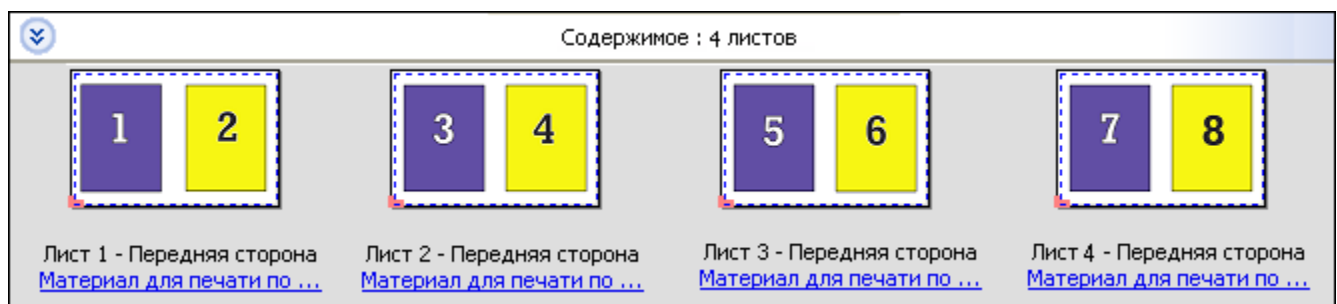 Содержимое : 4 листов
1 2 3 4 5 6 7 8
Лист 1 - Передняя сторона Лист 2 - Передняя сторона Лист 3 - Передняя сторона Лист 4 - Передняя сторона
Материал для печати по ... Материал для печати по ... Материал для печати по ... Материал для печати по ...